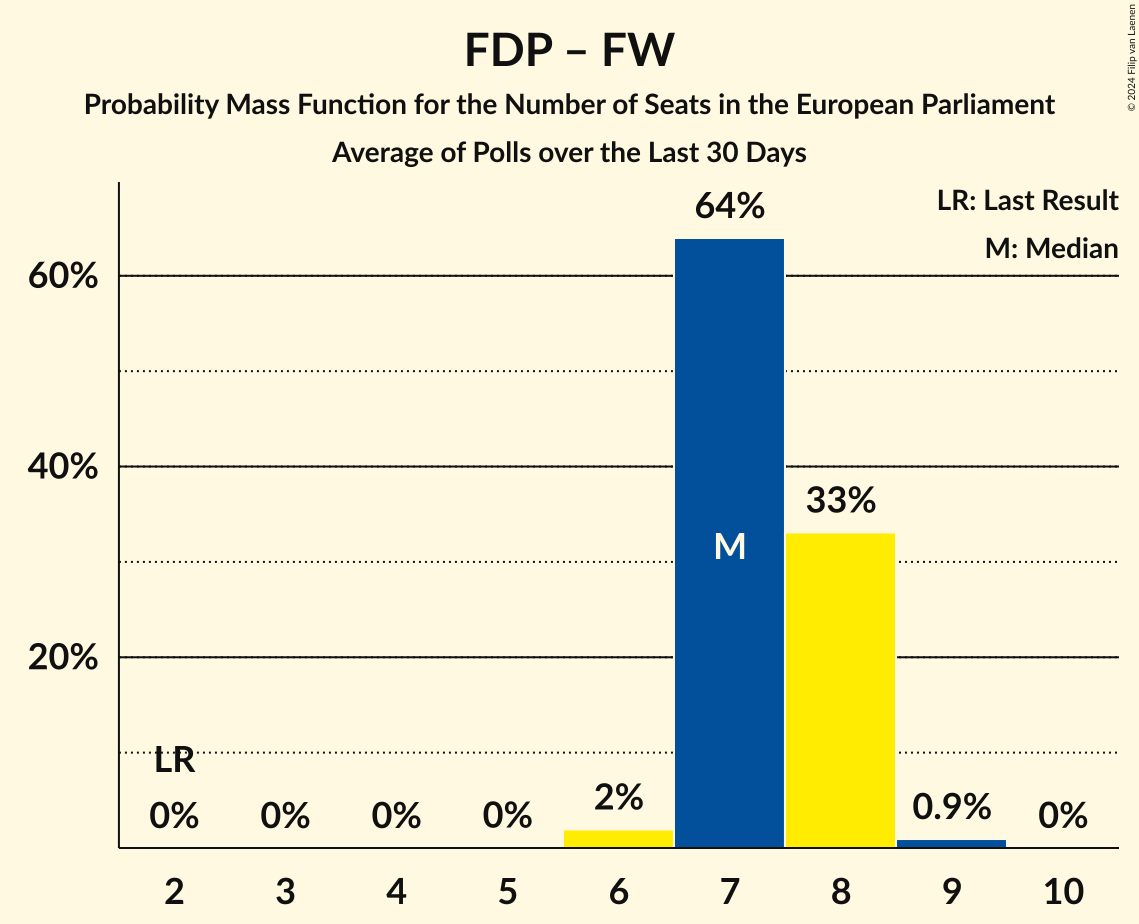 FDP – FW
Probability Mass Function for the Number of Seats in the European Parliament
Average of Polls over the Last 30 Days
© 2024 Filip van Laenen
LR: Last Result
M: Median
64%
60%
40%
33%
M
20%
LR
0% 0% 0% 0% 2% 0.9% 0%
2 3 4 5 6 7 8 9 10